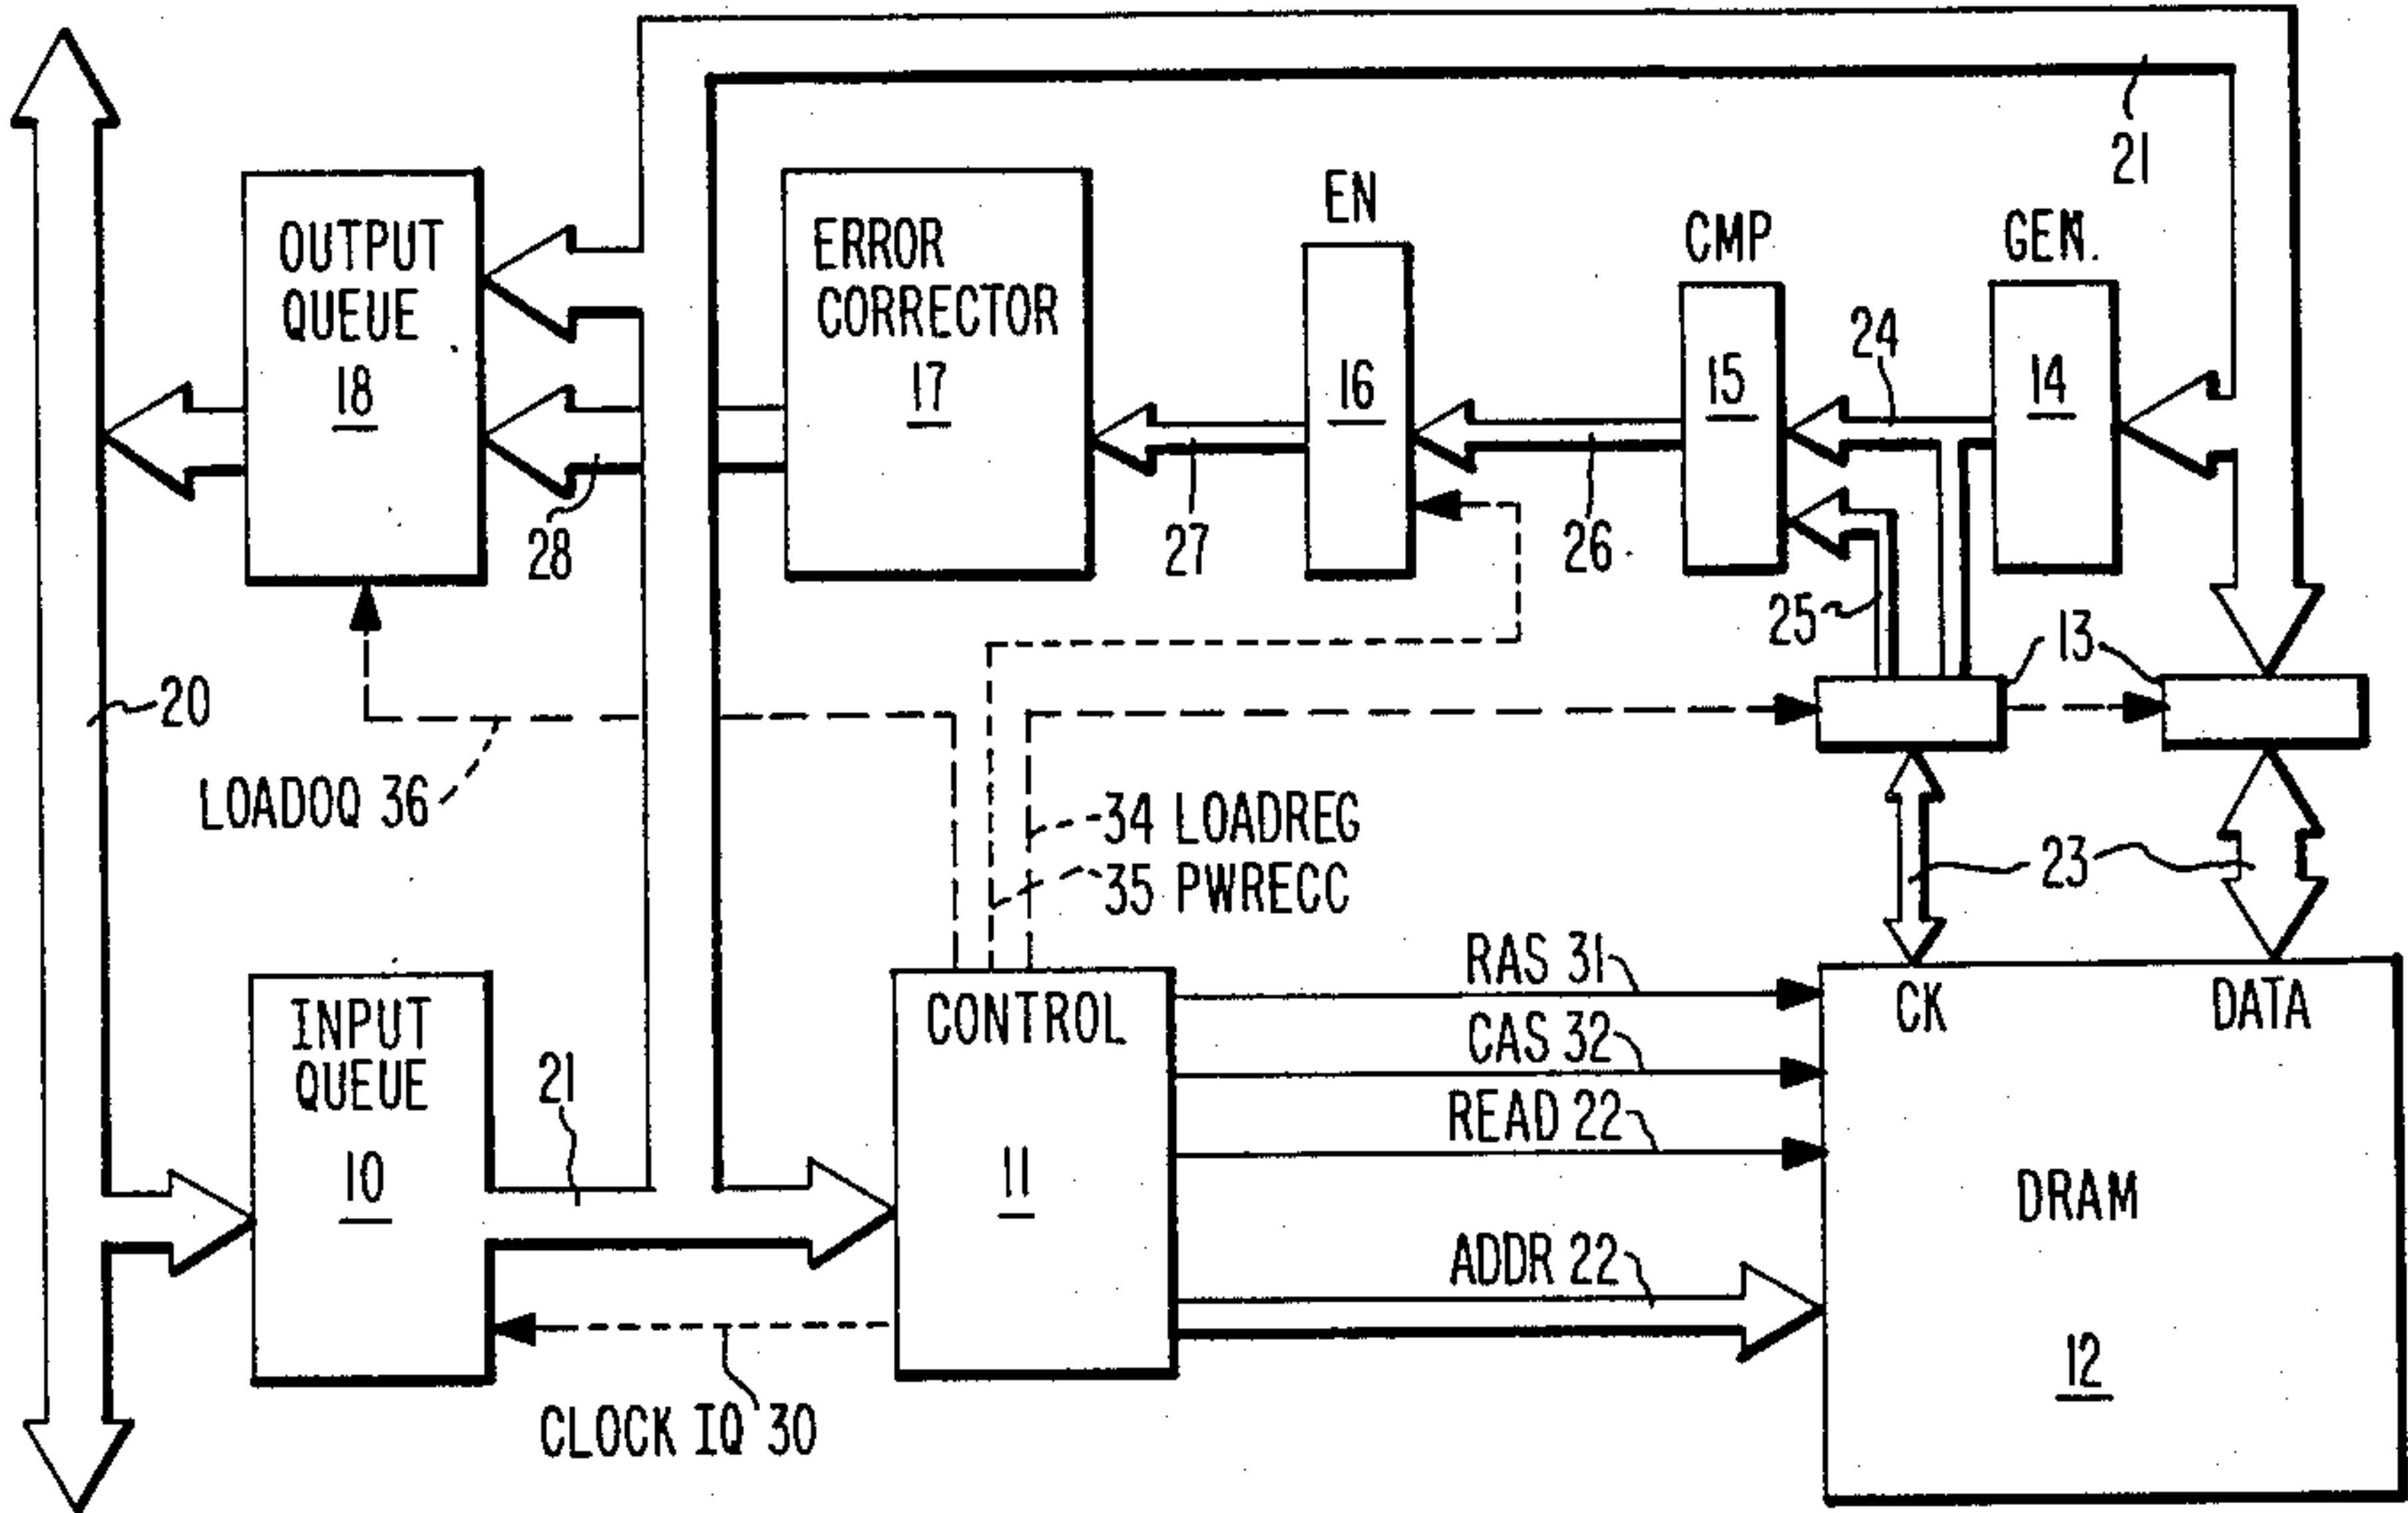 21
EN
CMP
GEN.
OUTPUT
QUEUE
18
ERROR
CORRECTOR
17
16
15
24
14
28
27
26
25
13
20
LOADOQ 36
34 LOADREG
35 PWRECC
23
INPUT
QUEUE
10
21
CONTROL
11
RAS 31
CAS 32
READ 22
ADDR 22
CK
DATA
DRAM
12
CLOCK IQ 30